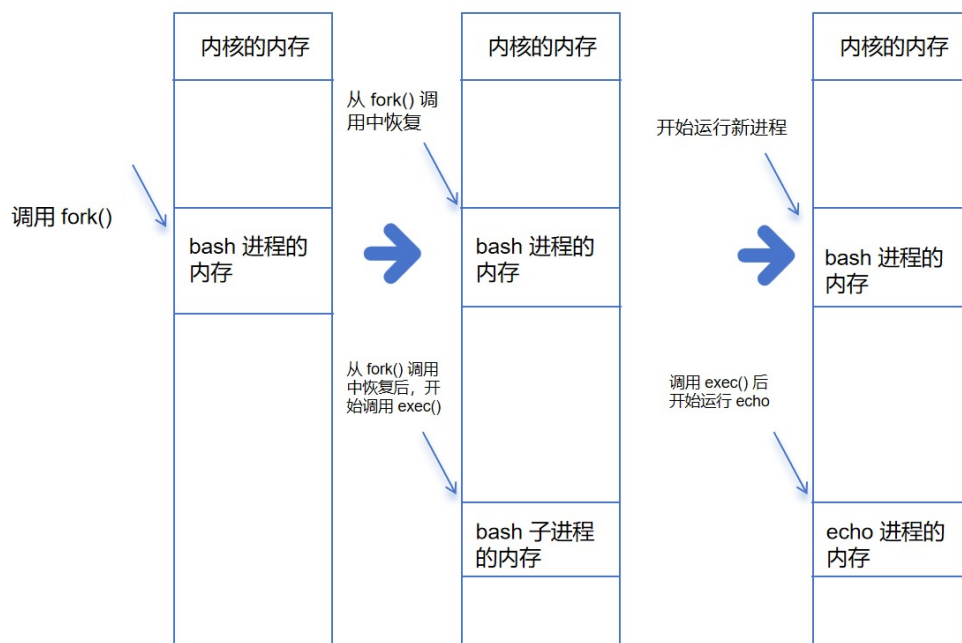 内核的内存
内核的内存
内核的内存
从 fork() 调
用中恢复
开始运行新进程
调用 fork()
bash 进程的
内存
bash 进程的
内存
bash 进程的
内存
从 fork() 调用
中恢复后，开
始调用 exec()
调用 exec() 后
开始运行 echo
bash 子进程
的内存
echo 进程的
内存